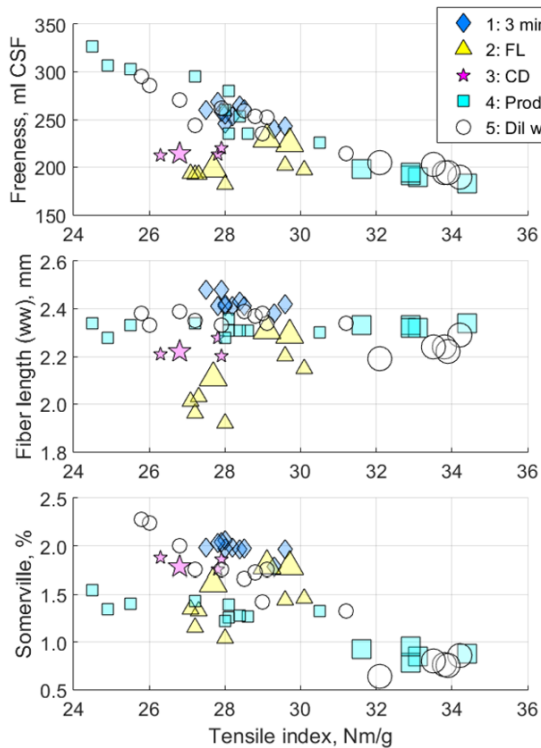 Freeness, ml CSF
350
300
250
200
150
24 26 28 30 32 34 36
1: 3 min
2: FL
3: CD
4: Prod
5: Dil w
Fiber length (ww), mm
2.6
2.4
2.2
2.0
1.8
24 26 28 30 32 34 36
Somerville, %
2.5
2.0
1.5
1.0
0.5
24 26 28 30 32 34 36
Tensile index, Nm/g